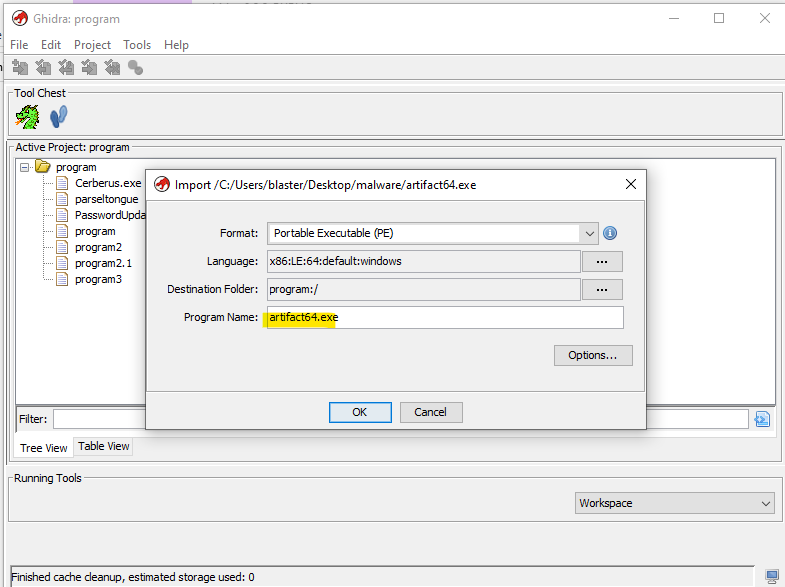 Ghidra: program
File Edit Project Tools Help
Tool Chest
Active Project: program
program
Cerberus.exe
parseltongue
PasswordUpda
program
program2
program2.1
program3
Import /C:/Users/blaster/Desktop/malware/artifact64.exe
Format: Portable Executable (PE)
Language: x86:LE:64:default:windows ...
Destination Folder: program:/ ...
Program Name: artifact64.exe
Options...
OK Cancel
Filter:
Tree View Table View
Running Tools
Workspace
Finished cache cleanup, estimated storage used: 0